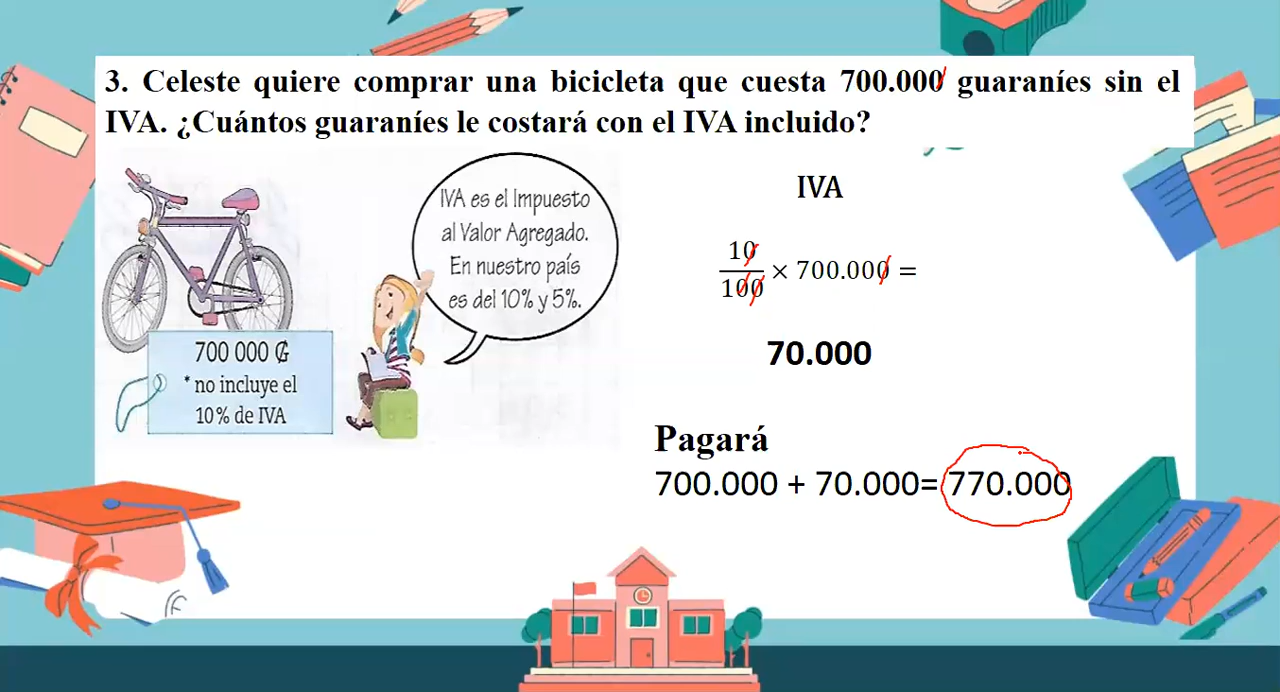 3. Celeste quiere comprar una bicicleta que cuesta 700.000 guaraníes sin el
IVA. ¿Cuántos guaraníes le costará con el IVA incluido?
IVA es el Impuesto
al Valor Agregado.
En nuestro país
es del 10% y 5%.
700 000 ₲
* no incluye el
10% de IVA
IVA
10/100 × 700.000 =
70.000
Pagará
700.000 + 70.000= 770.000